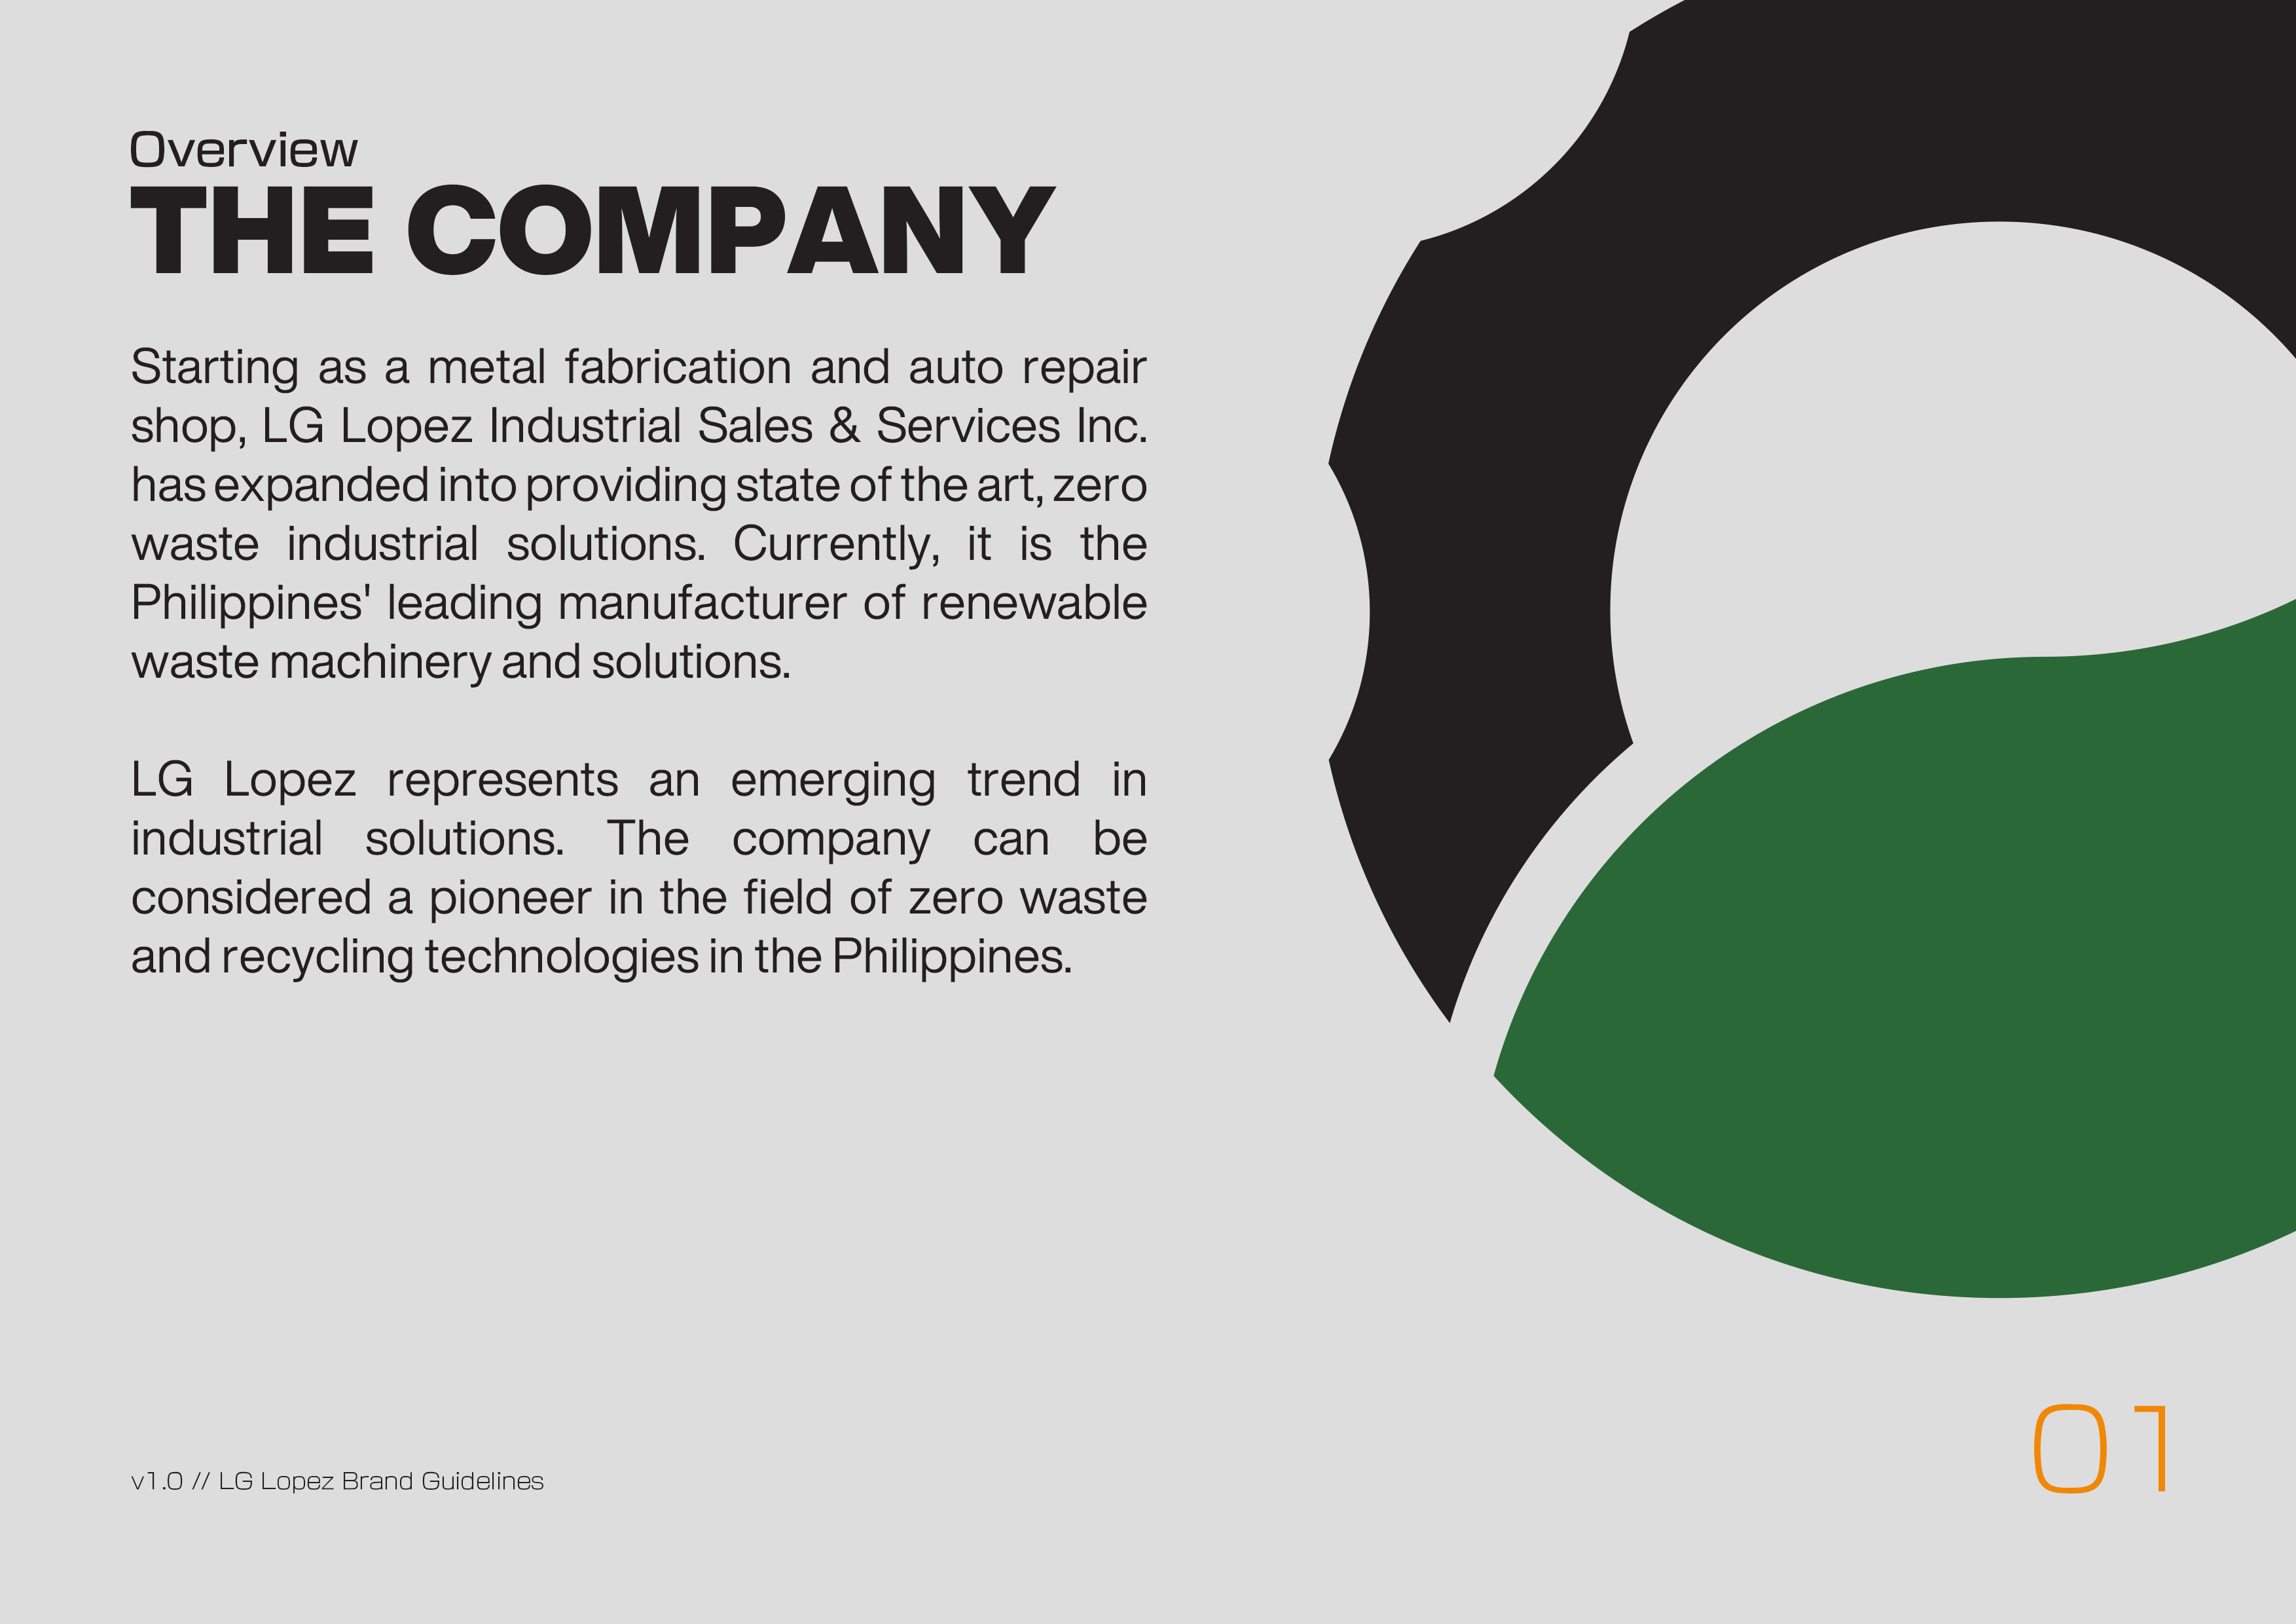 Overview
THE COMPANY
Starting as a metal fabrication and auto repair
shop, LG Lopez Industrial Sales & Services Inc.
has expanded into providing state of the art, zero
waste industrial solutions. Currently, it is the
Philippines' leading manufacturer of renewable
waste machinery and solutions.
LG Lopez represents an emerging trend in
industrial solutions. The company can be
considered a pioneer in the field of zero waste
and recycling technologies in the Philippines.
v1.0 // LG Lopez Brand Guidelines
01